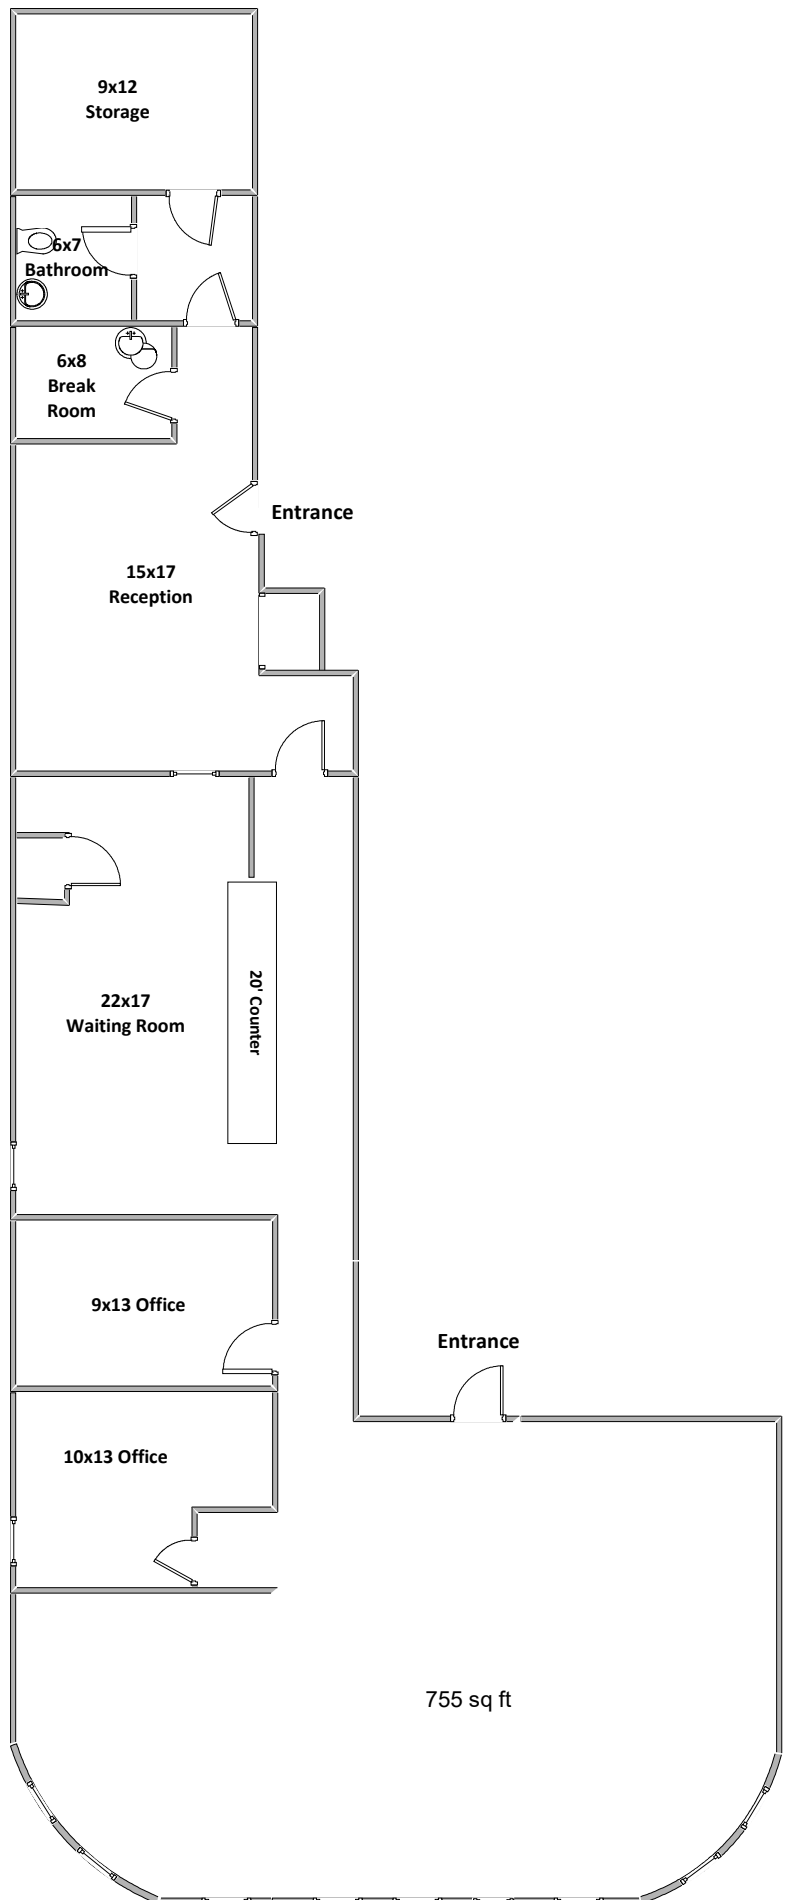 9x12
Storage
6x7
Bathroom
6x8
Break
Room
Entrance
15x17
Reception
20' Counter
22x17
Waiting Room
9x13 Office
Entrance
10x13 Office
755 sq ft